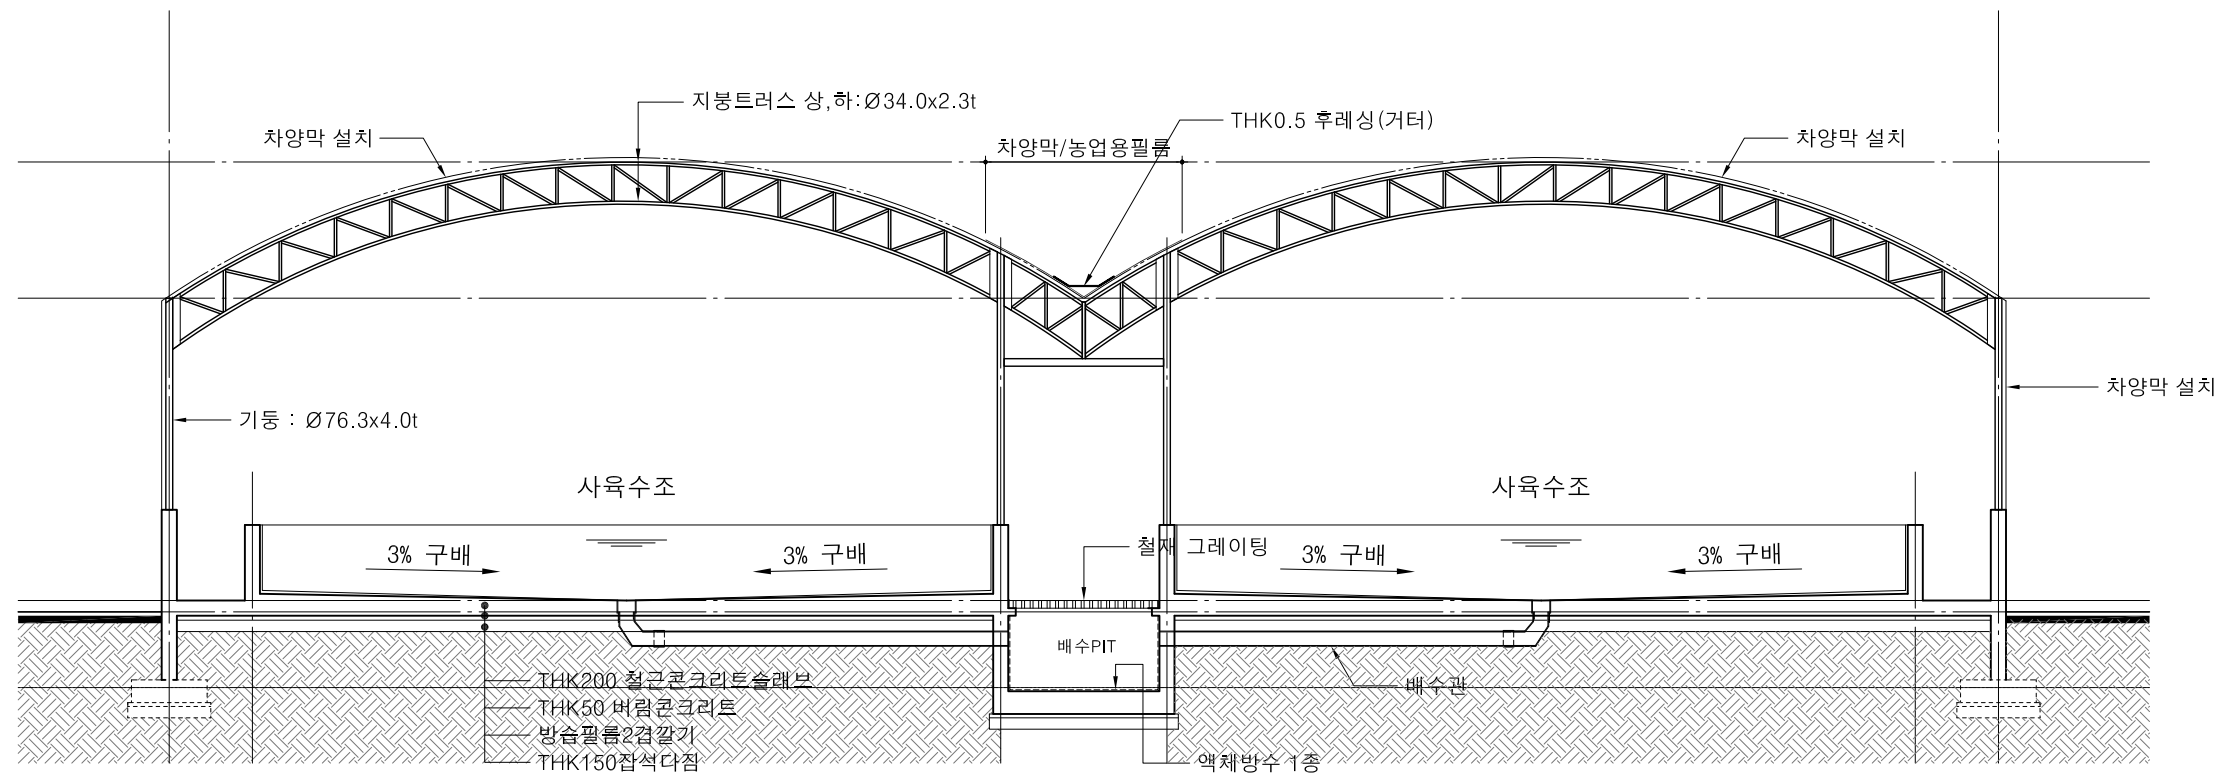 지붕트러스 상,하:Ø34.0x2.3t
THK0.5 후레싱(거터)
차양막 설치
차양막/농업용필름
차양막 설치
차양막 설치
기둥 : Ø76.3x4.0t
사육수조
사육수조
3% 구배
3% 구배
철재 그레이팅
3% 구배
3% 구배
배수PIT
THK200 철근콘크리트슬래브
배수관
THK50 버림콘크리트
방습필름2겹깔기
THK150잡석다짐
액체방수 1종